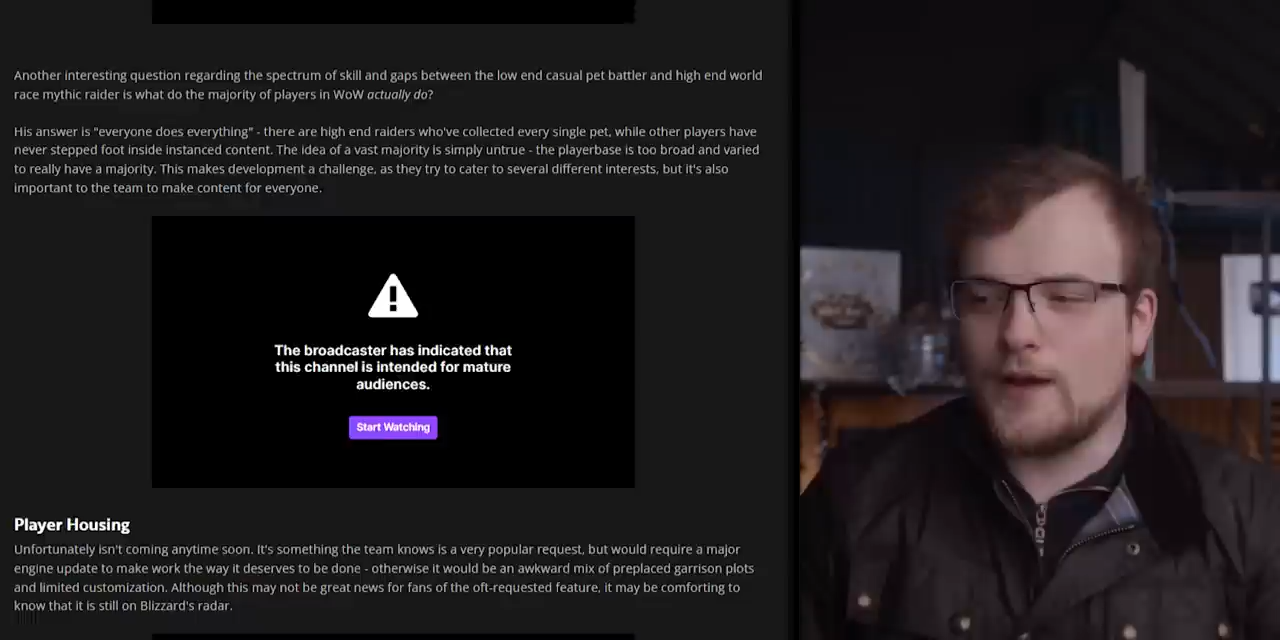 Another interesting question regarding the spectrum of skill and gaps between the low end casual pet battler and high end world
race mythic raider is what do the majority of players in WoW actually do?
His answer is "everyone does everything" - there are high end raiders who've collected every single pet, while other players have
never stepped foot inside instanced content. The idea of a vast majority is simply untrue - the playerbase is too broad and varied
to really have a majority. This makes development a challenge, as they try to cater to several different interests, but it's also
important to the team to make content for everyone.
The broadcaster has indicated that
this channel is intended for mature
audiences.
Start Watching
Player Housing
Unfortunately isn't coming anytime soon. It's something the team knows is a very popular request, but would require a major
engine update to make work the way it deserves to be done - otherwise it would be an awkward mix of preplaced garrison plots
and limited customization. Although this may not be great news for fans of the oft-requested feature, it may be comforting to
know that it is still on Blizzard's radar.